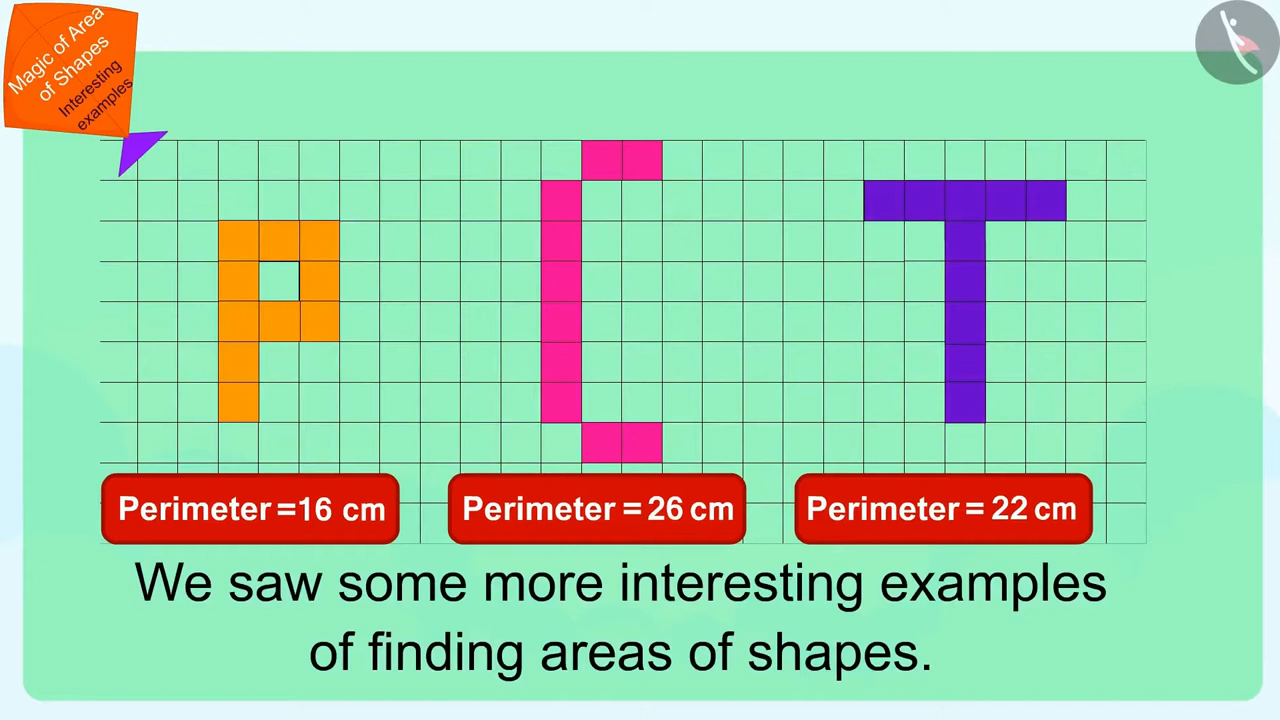 Magic of Area
of Shapes
Interesting
examples
Perimeter =16 cm
Perimeter = 26 cm
Perimeter = 22 cm
We saw some more interesting examples
of finding areas of shapes.